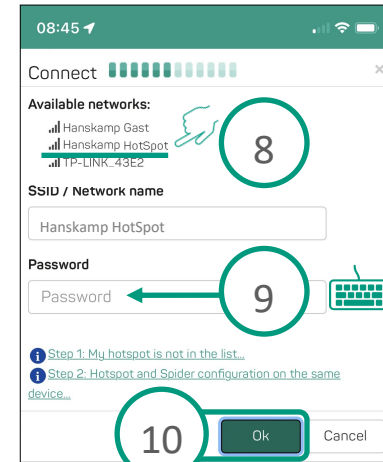 08:45
Connect
×
Available networks:
Hanskamp Gast
Hanskamp HotSpot
TP-LINK_43E2
8
SSID / Network name
Hanskamp HotSpot
Password
Password
9
Step 1: My hotspot is not in the list...
Step 2: Hotspot and Spider configuration on the same
device...
10
Ok
Cancel